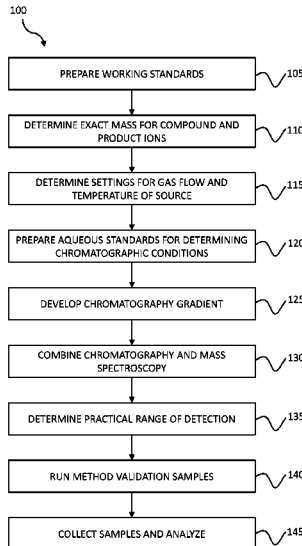 100
PREPARE WORKING STANDARDS
105
DETERMINE EXACT MASS FOR COMPOUND AND
PRODUCT IONS
110
DETERMINE SETTINGS FOR GAS FLOW AND
TEMPERATURE OF SOURCE
115
PREPARE AQUEOUS STANDARDS FOR DETERMINING
CHROMATOGRAPHIC CONDITIONS
120
DEVELOP CHROMATOGRAPHY GRADIENT
125
COMBINE CHROMATOGRAPHY AND MASS
SPECTROSCOPY
130
DETERMINE PRACTICAL RANGE OF DETECTION
135
RUN METHOD VALIDATION SAMPLES
140
COLLECT SAMPLES AND ANALYZE
145